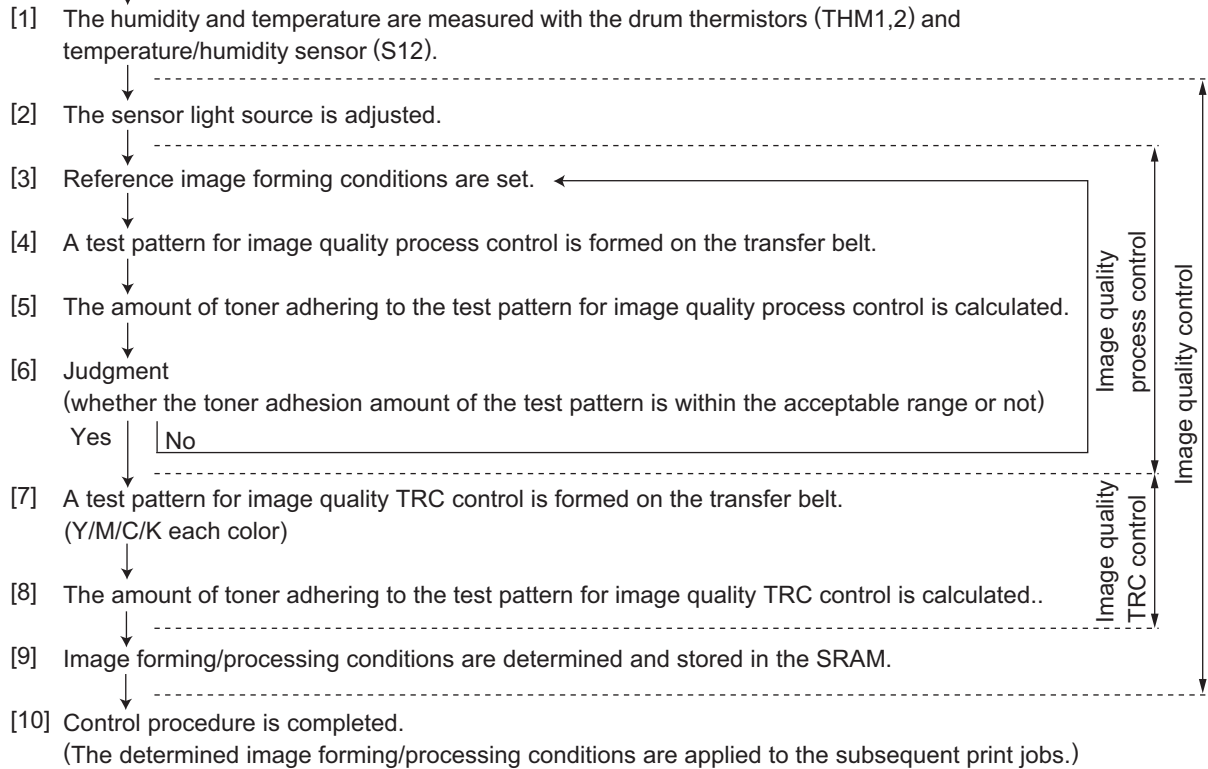 [1] The humidity and temperature are measured with the drum thermistors (THM1,2) and
temperature/humidity sensor (S12).
[2] The sensor light source is adjusted.
[3] Reference image forming conditions are set.
[4] A test pattern for image quality process control is formed on the transfer belt.
[5] The amount of toner adhering to the test pattern for image quality process control is calculated.
[6] Judgment
(whether the toner adhesion amount of the test pattern is within the acceptable range or not)
Yes No
[7] A test pattern for image quality TRC control is formed on the transfer belt.
(Y/M/C/K each color)
[8] The amount of toner adhering to the test pattern for image quality TRC control is calculated..
[9] Image forming/processing conditions are determined and stored in the SRAM.
[10] Control procedure is completed.
(The determined image forming/processing conditions are applied to the subsequent print jobs.)
Image quality
process control
Image quality
TRC control
Image quality control